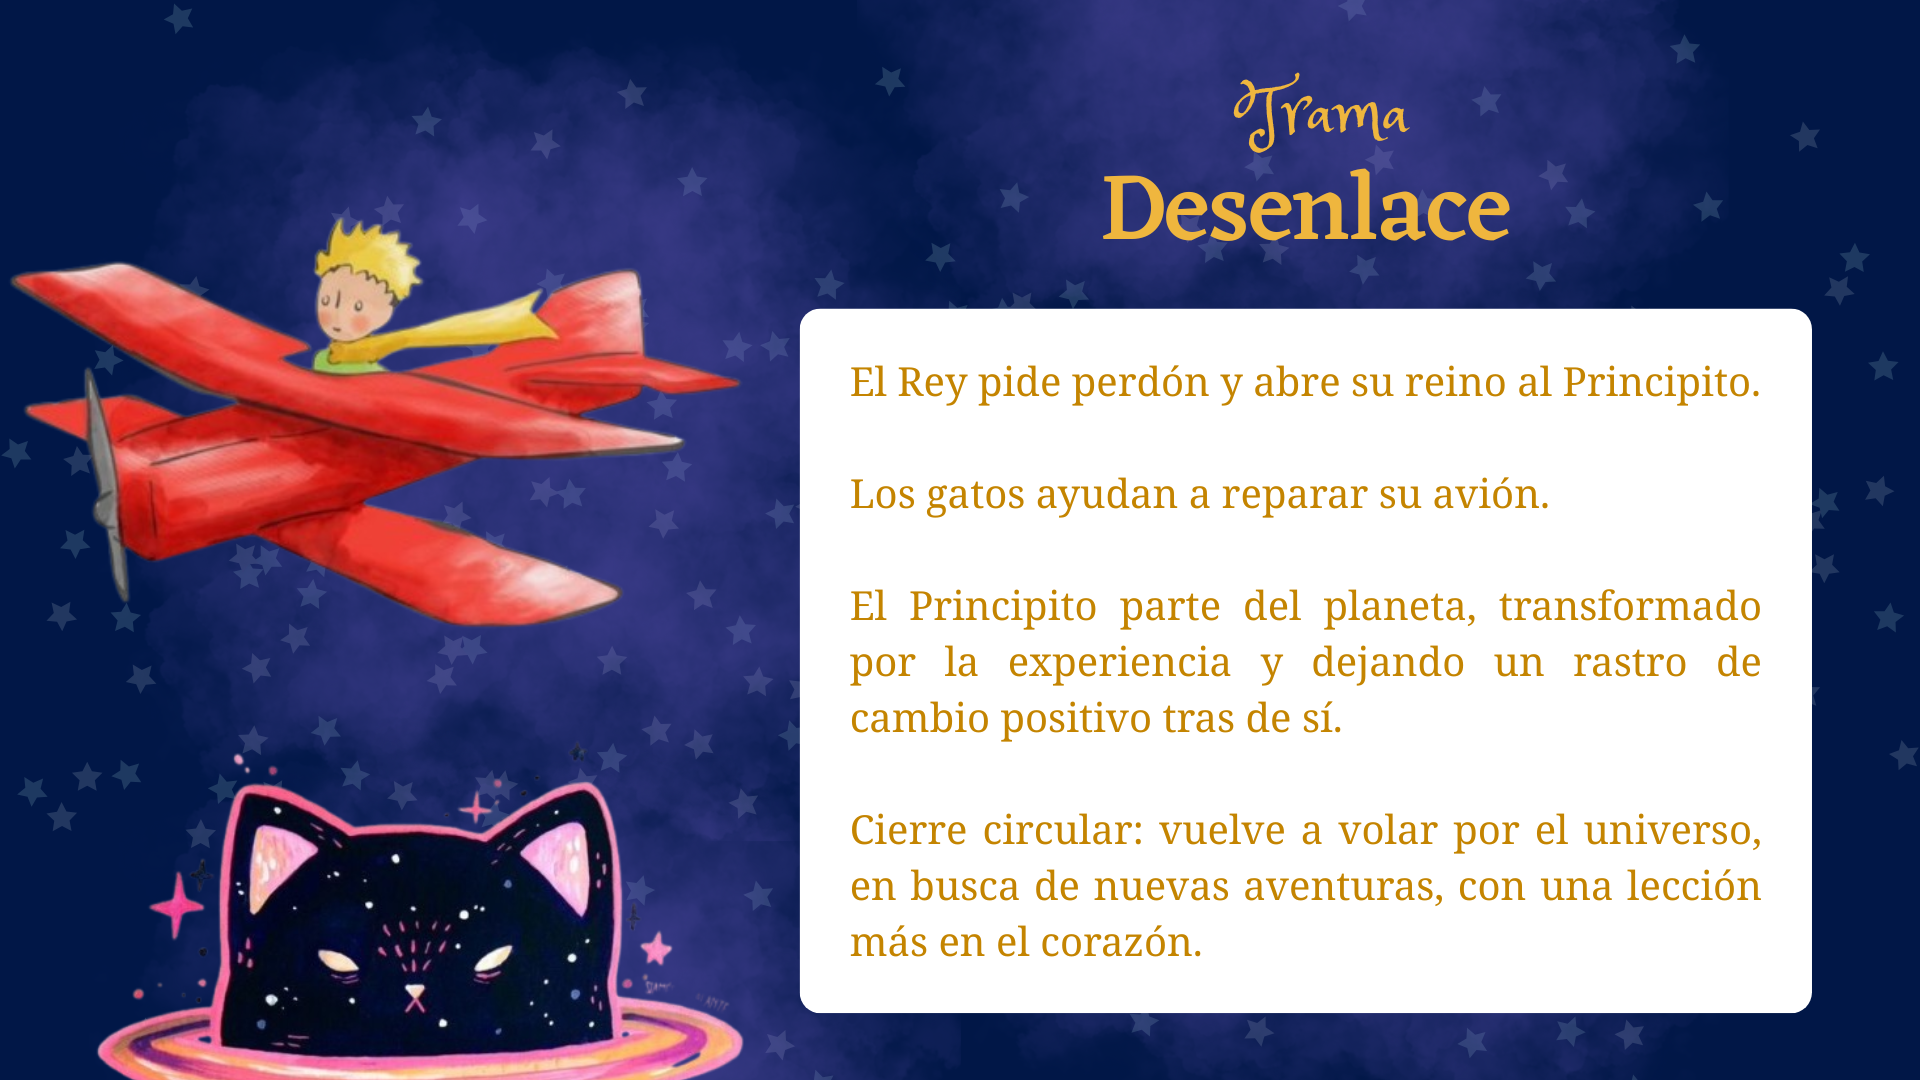 Trama
Desenlace
El Rey pide perdón y abre su reino al Principito.
Los gatos ayudan a reparar su avión.
El Principito parte del planeta, transformado
por la experiencia y dejando un rastro de
cambio positivo tras de sí.
Cierre circular: vuelve a volar por el universo,
en busca de nuevas aventuras, con una lección
más en el corazón.